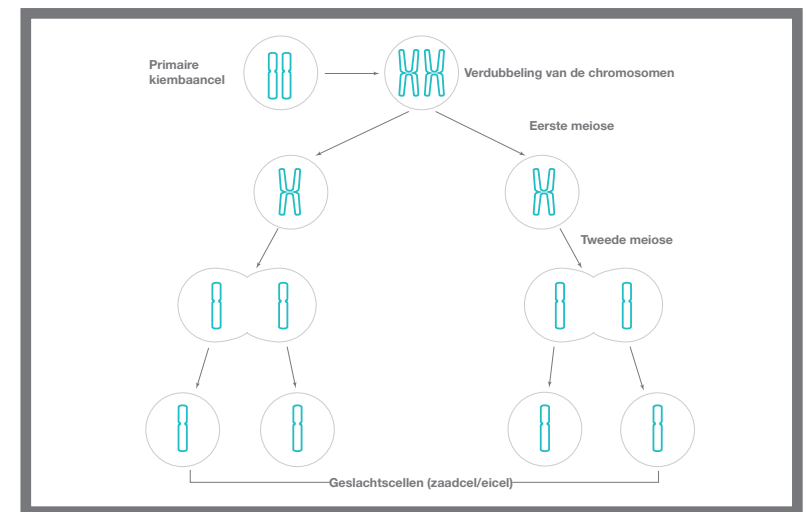 Primaire
kiembaancel
Verdubbeling van de chromosomen
Eerste meiose
Tweede meiose
Geslachtscellen (zaadcel/eicel)